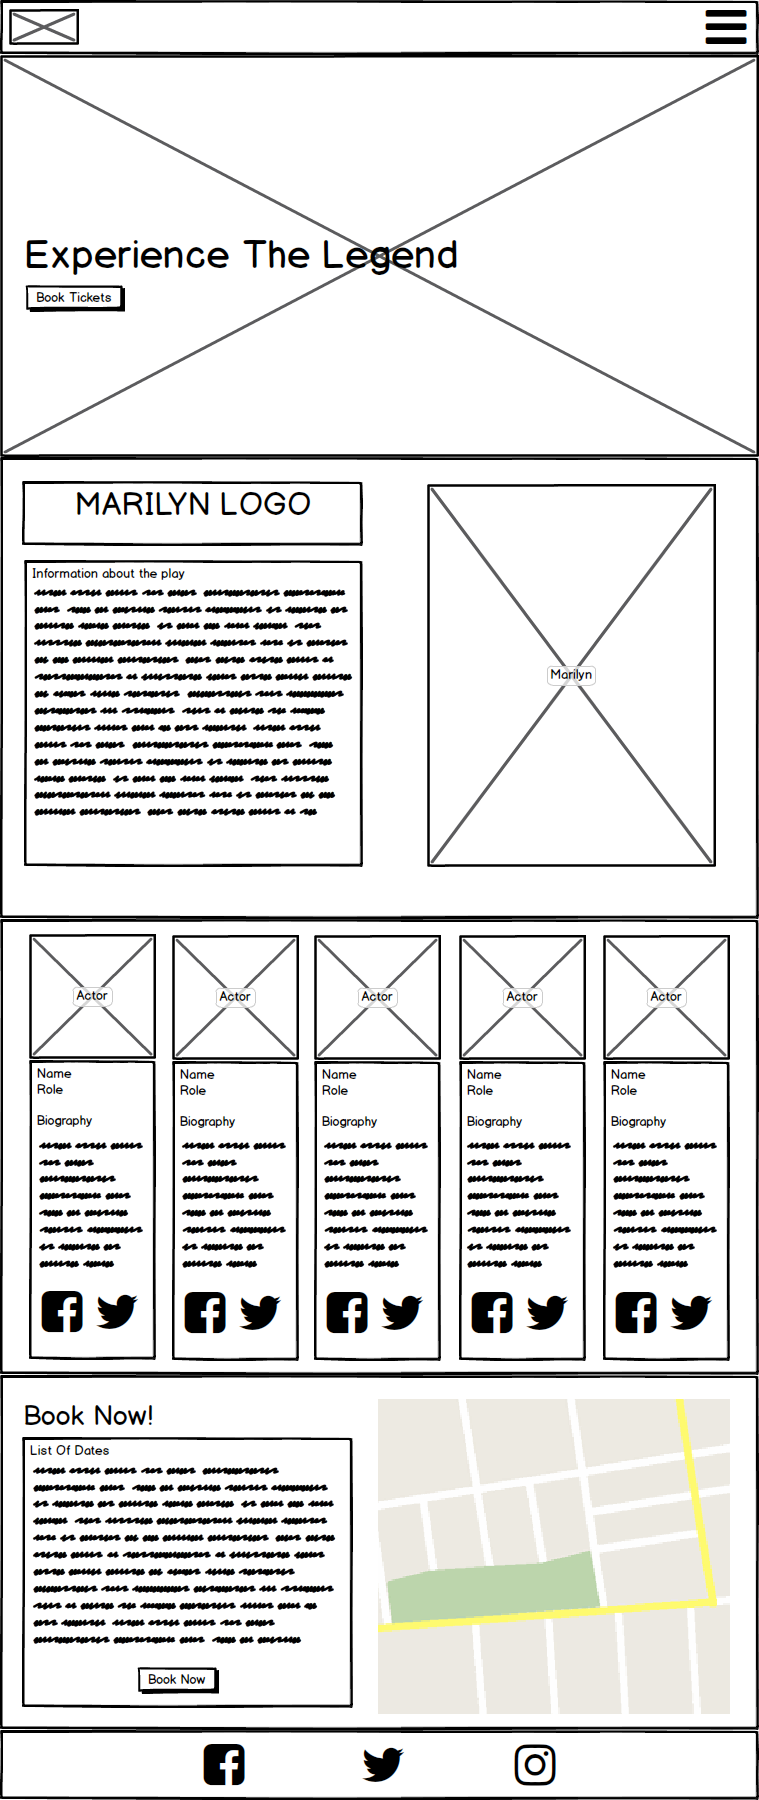 Experience The Legend
Book Tickets
MARILYN LOGO
Information about the play
Marilyn
Actor
Actor
Actor
Actor
Actor
Name
Role
Biography
Name
Role
Biography
Name
Role
Biography
Name
Role
Biography
Name
Role
Biography
Book Now!
List Of Dates
Book Now